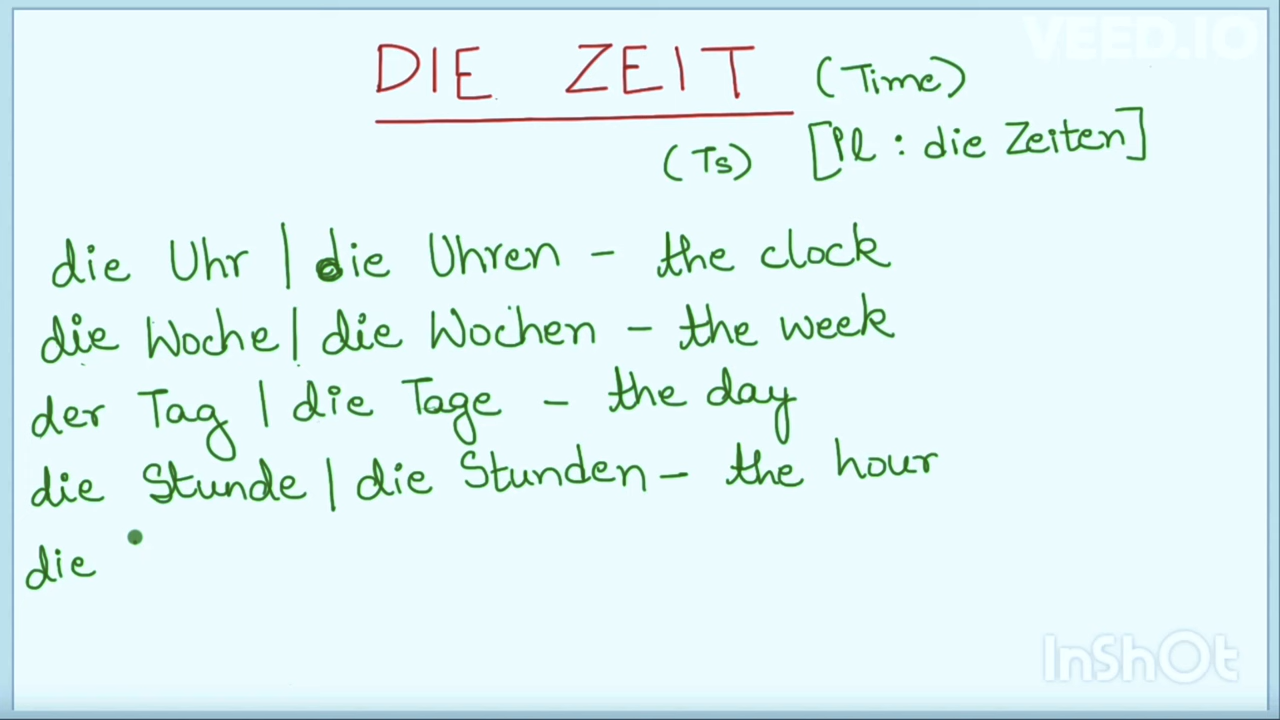 VEED.IO
DIE ZEIT (Time)
(Ts) [Pl : die Zeiten]
die Uhr | die Uhren - the clock
die Woche | die Wochen - the week
der Tag | die Tage - the day
die Stunde | die Stunden - the hour
die
InShOt